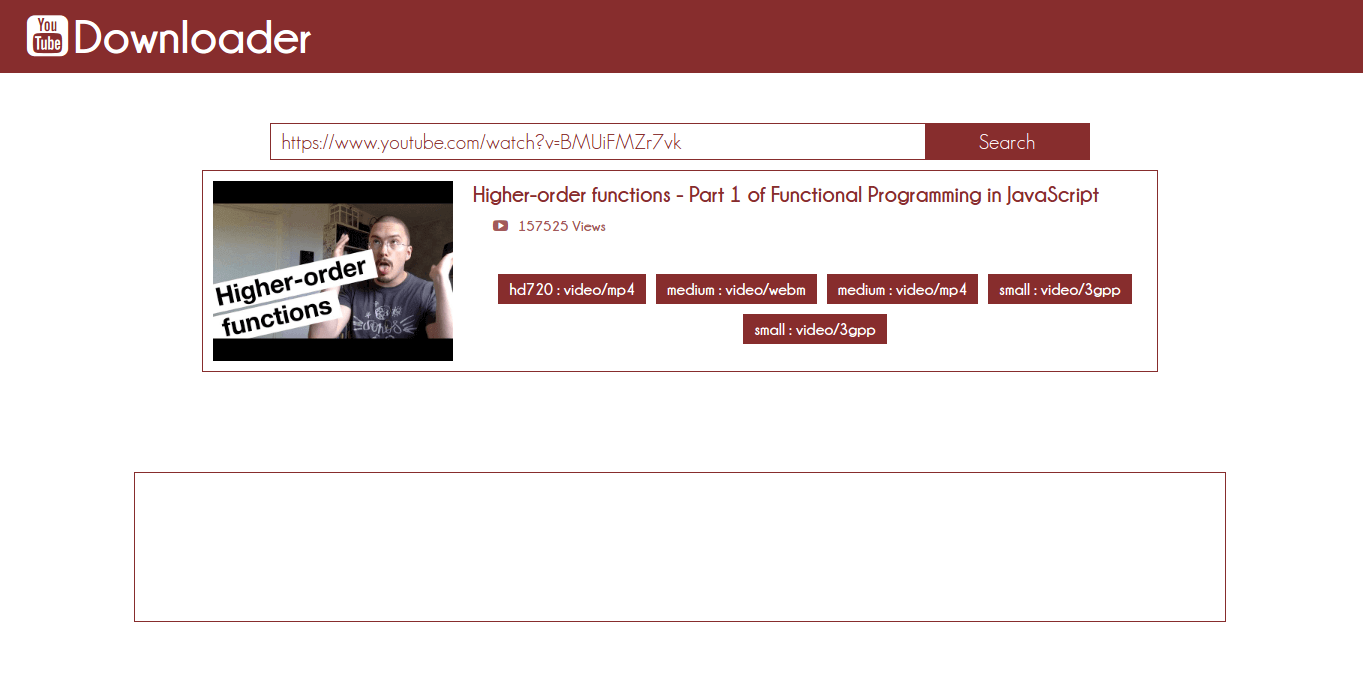 You
Tube Downloader
https://www.youtube.com/watch?v=BMUiFMZr7vk Search
Higher-order functions - Part 1 of Functional Programming in JavaScript
157525 Views
Higher-order
functions
hd720 : video/mp4 medium : video/webm medium : video/mp4 small : video/3gpp
small : video/3gpp